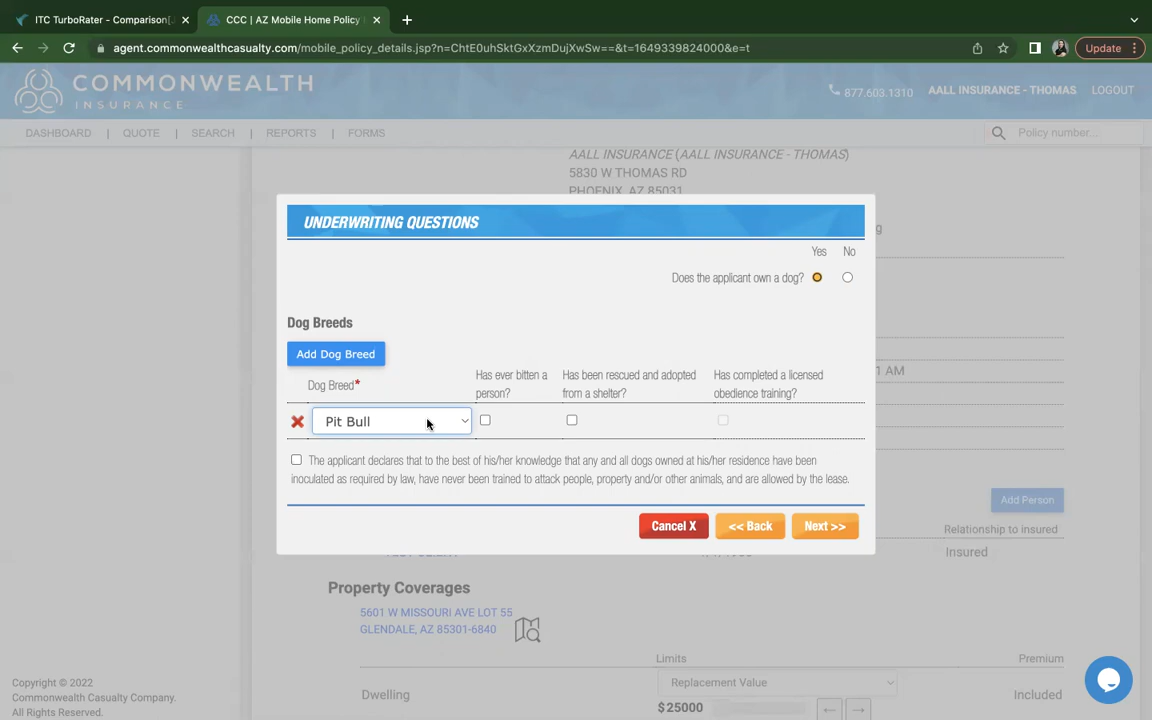 ITC TurboRater - Comparison[
CCC | AZ Mobile Home Policy
agent.commonwealthcasualty.com/mobile_policy_details.jsp?n=ChtE0uhSktGxXzmDujXwSw==&t=1649339824000&e=t
Update
COMMONWEALTH
INSURANCE
877.603.1310
AALL INSURANCE - THOMAS
LOGOUT
DASHBOARD | QUOTE | SEARCH | REPORTS | FORMS
Policy number...
AALL INSURANCE (AALL INSURANCE - THOMAS)
5830 W THOMAS RD
PHOENIX, AZ 85031
UNDERWRITING QUESTIONS
Yes No
Does the applicant own a dog?
Dog Breeds
Add Dog Breed
Dog Breed*
Has ever bitten a
person?
Has been rescued and adopted
from a shelter?
Has completed a licensed
obedience training?
1 AM
Pit Bull
The applicant declares that to the best of his/her knowledge that any and all dogs owned at his/her residence have been
inoculated as required by law, have never been trained to attack people, property and/or other animals, and are allowed by the lease.
Cancel X
<< Back
Next >>
Add Person
Relationship to insured
Insured
Property Coverages
5601 W MISSOURI AVE LOT 55
GLENDALE, AZ 85301-6840
Limits
Premium
Dwelling
Replacement Value
Included
$25000
Copyright © 2022
Commonwealth Casualty Company.
All Rights Reserved.